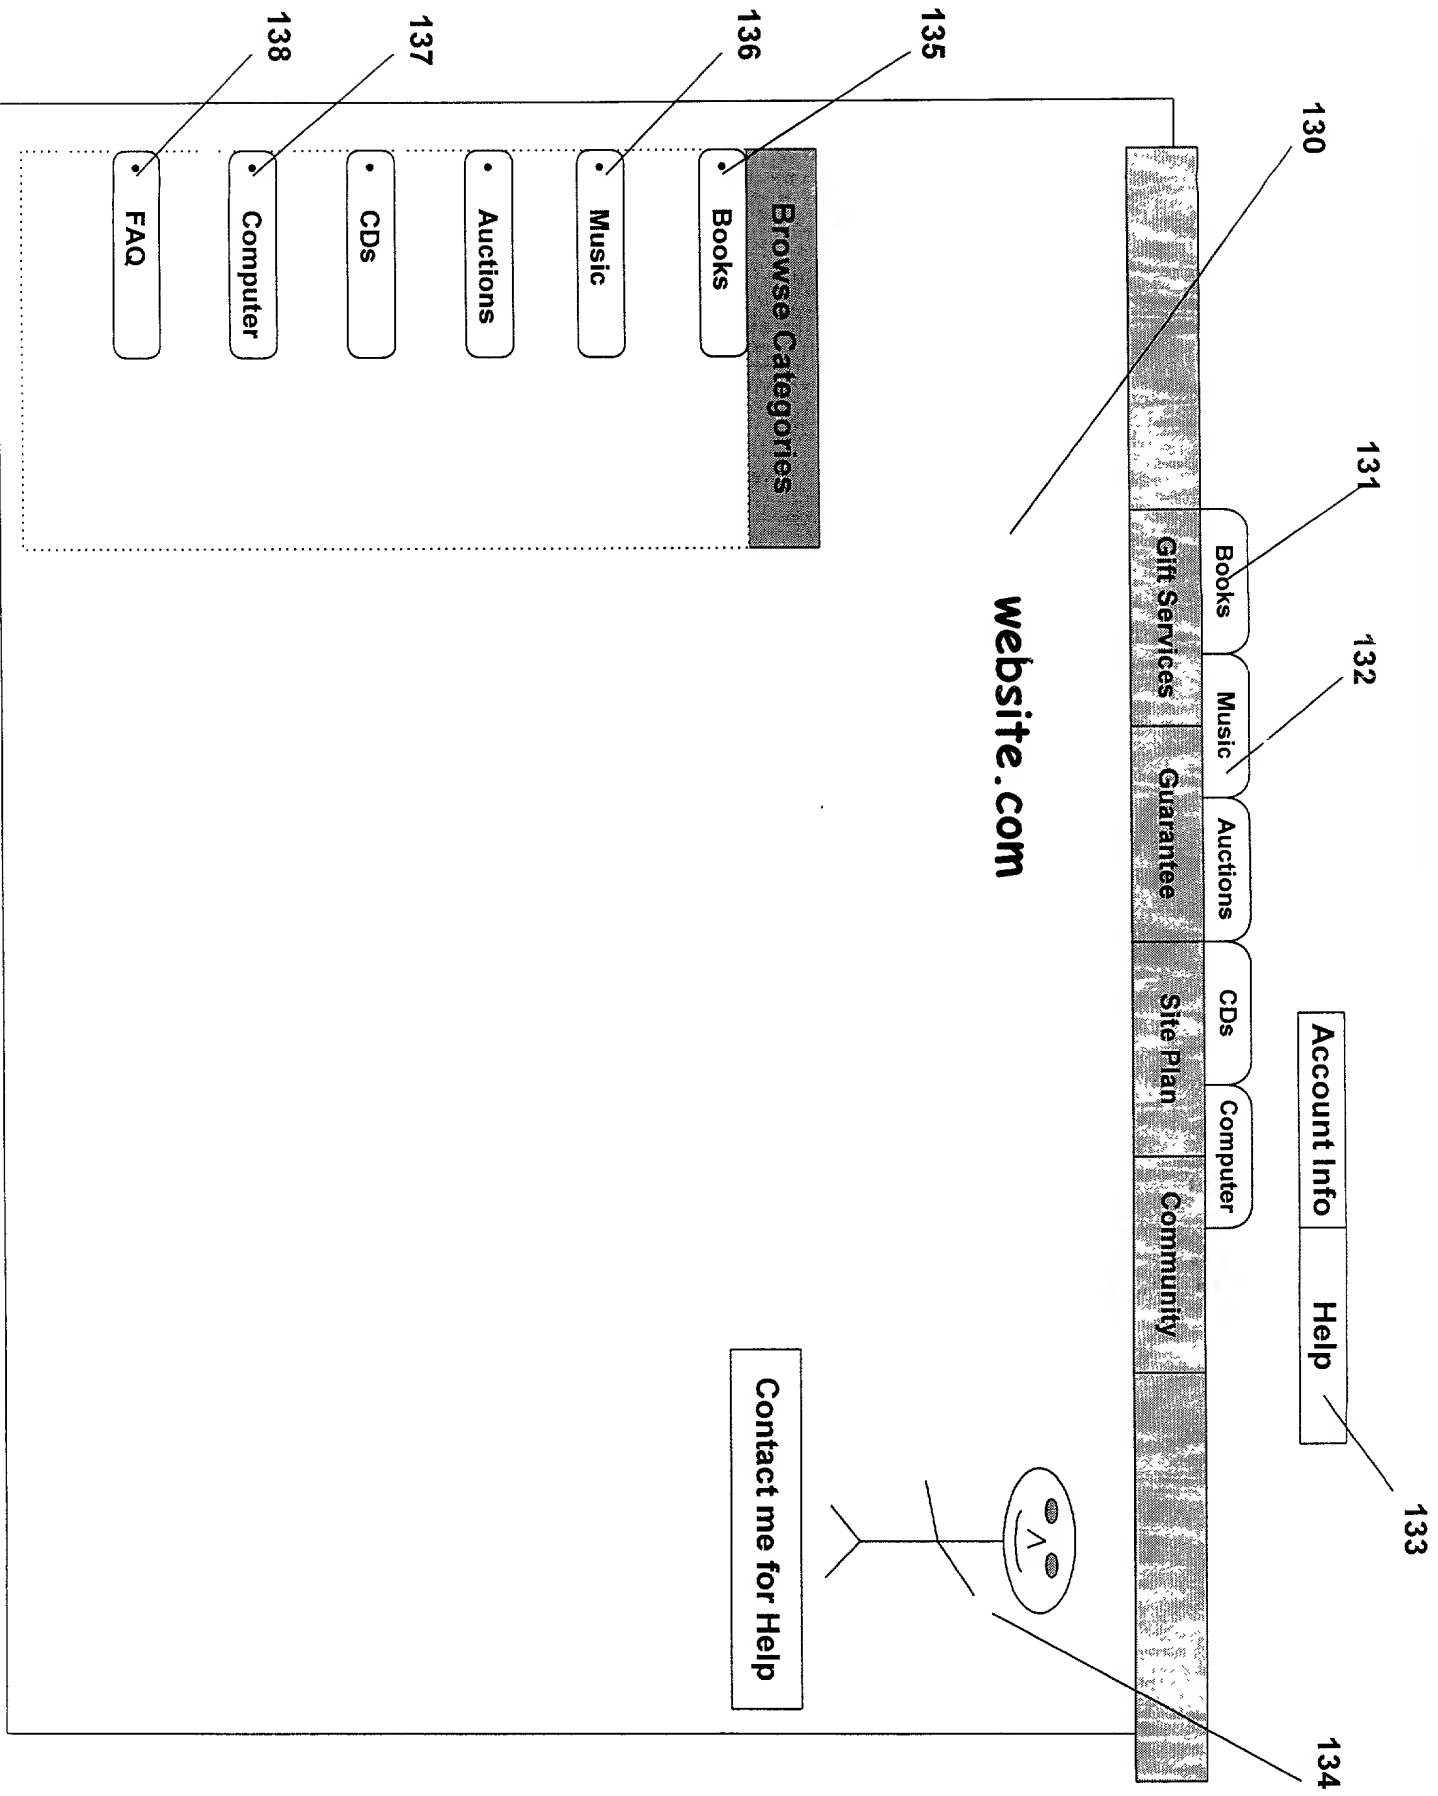 133
Account Info Help
131
132
Books Music Auctions CDs Computer
134
130
Gift Services Guarantee Site Plan Community
website.com
135
Browse Categories
Contact me for Help
136
• Books
• Music
• Auctions
137
• CDs
138
• Computer
• FAQ